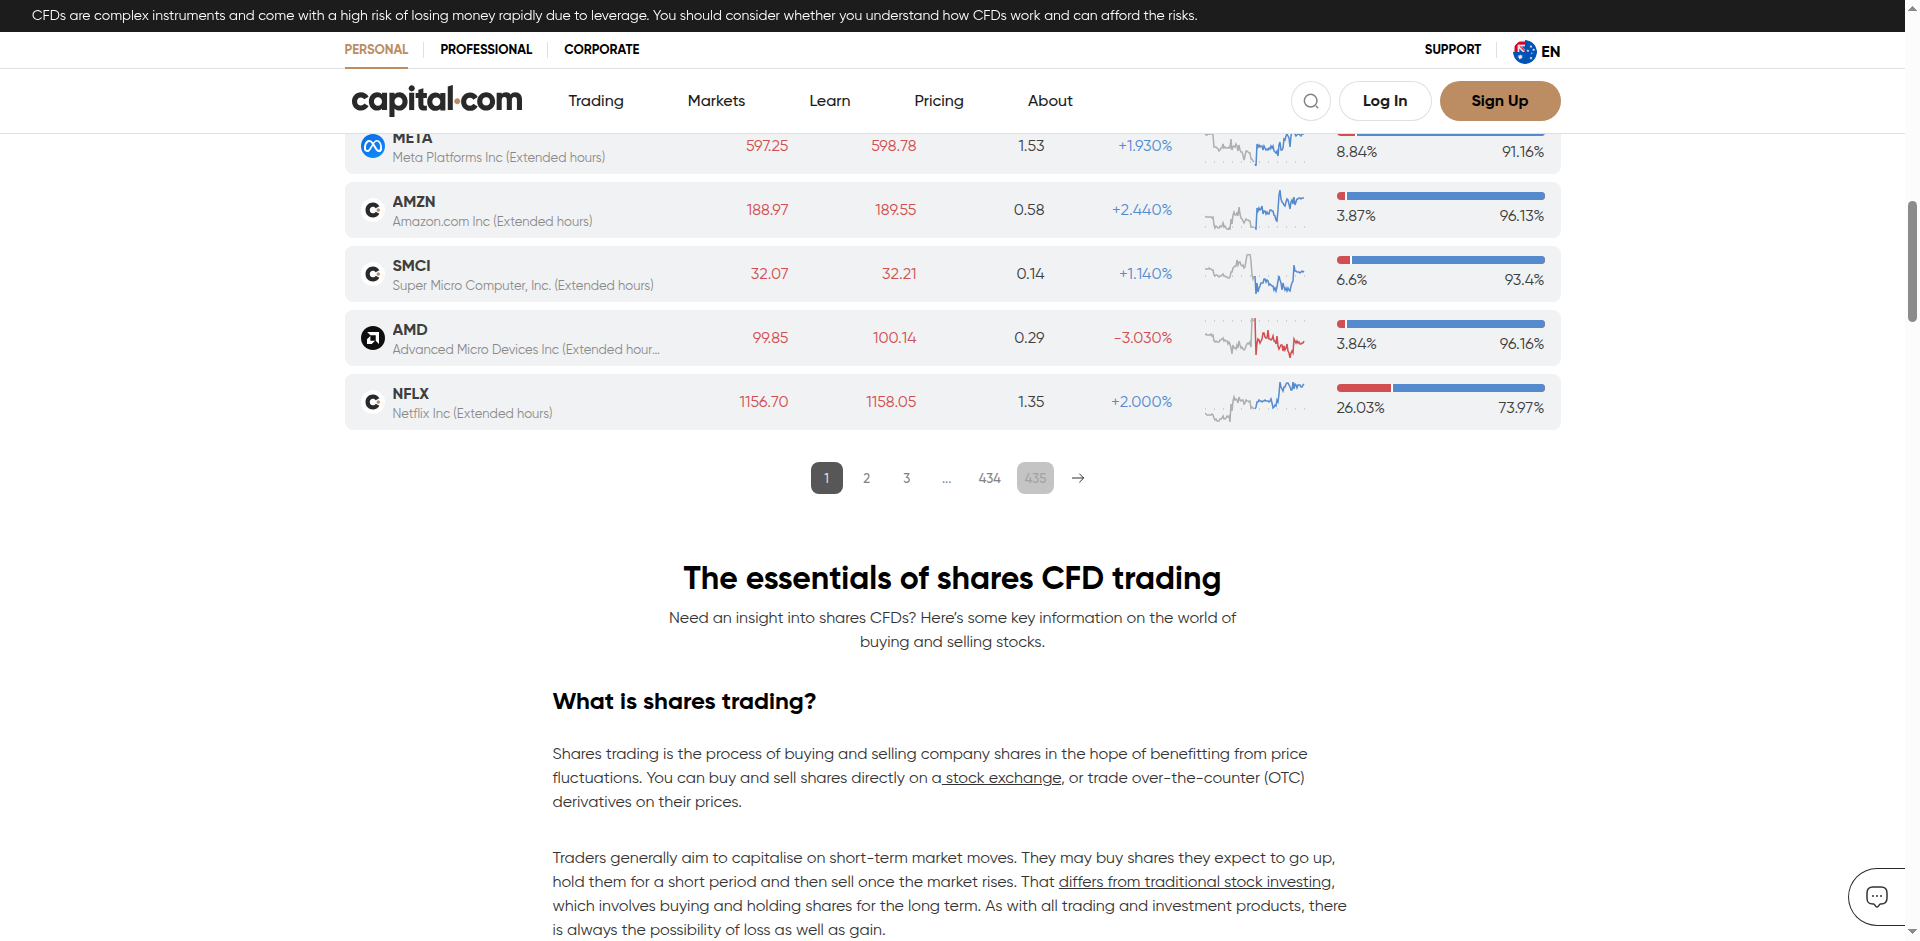 CFDs are complex instruments and come with a high risk of losing money rapidly due to leverage. You should consider whether you understand how CFDs work and can afford the risks.
PERSONAL PROFESSIONAL CORPORATE SUPPORT EN
capital.com Trading Markets Learn Pricing About Log In Sign Up
META
Meta Platforms Inc (Extended hours) 597.25 598.78 1.53 +1.930% 8.84% 91.16%
AMZN
Amazon.com Inc (Extended hours) 188.97 189.55 0.58 +2.440% 3.87% 96.13%
SMCI
Super Micro Computer, Inc. (Extended hours) 32.07 32.21 0.14 +1.140% 6.6% 93.4%
AMD
Advanced Micro Devices Inc (Extended hour... 99.85 100.14 0.29 -3.030% 3.84% 96.16%
NFLX
Netflix Inc (Extended hours) 1156.70 1158.05 1.35 +2.000% 26.03% 73.97%
1 2 3 ... 434 435
The essentials of shares CFD trading
Need an insight into shares CFDs? Here's some key information on the world of
buying and selling stocks.
What is shares trading?
Shares trading is the process of buying and selling company shares in the hope of benefitting from price
fluctuations. You can buy and sell shares directly on a stock exchange, or trade over-the-counter (OTC)
derivatives on their prices.
Traders generally aim to capitalise on short-term market moves. They may buy shares they expect to go up,
hold them for a short period and then sell once the market rises. That differs from traditional stock investing,
which involves buying and holding shares for the long term. As with all trading and investment products, there
is always the possibility of loss as well as gain.